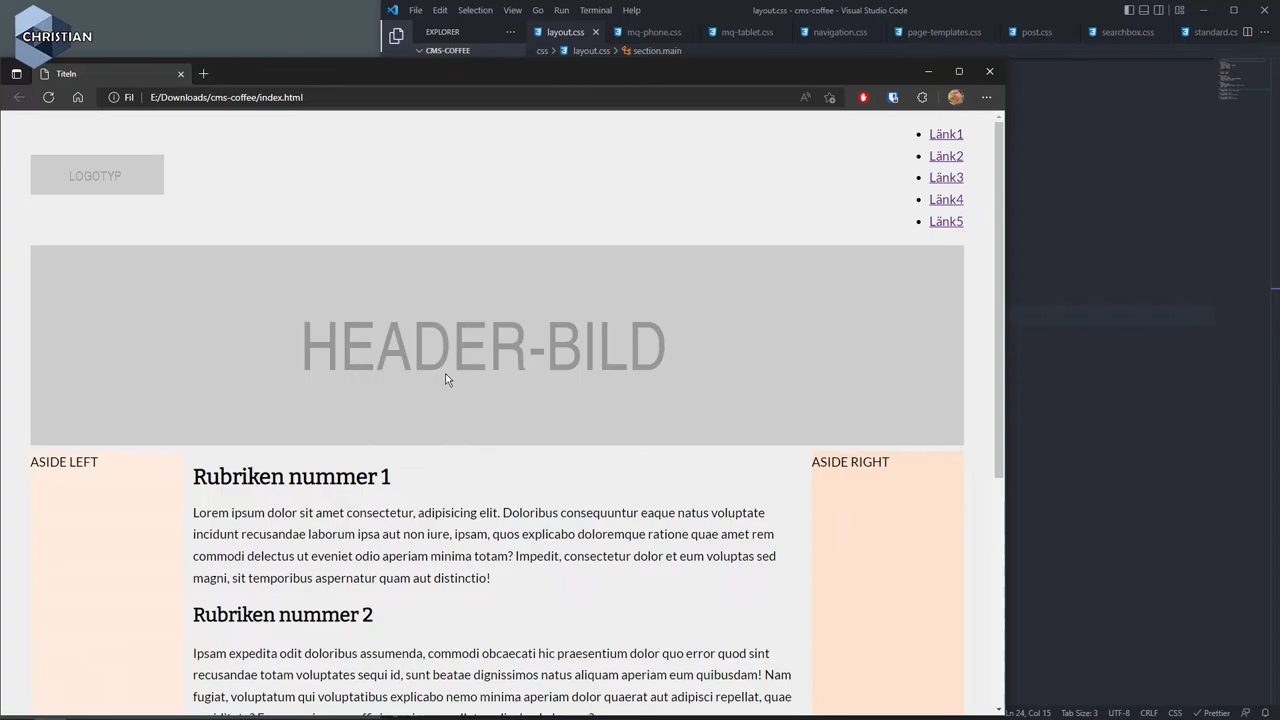 CHRISTIAN
File Edit Selection View Run Terminal Help
layout.css - cms-coffee - Visual Studio Code
EXPLORER
CMS-COFFEE
layout.css mq-phone.css mq-tablet.css navigation.css page-templates.css post.css searchbox.css standard.cs
css > layout.css > section.main
Titeln
Fil E:/Downloads/cms-coffee/index.html
LOGOTYP
Länk1
Länk2
Länk3
Länk4
Länk5
HEADER-BILD
ASIDE LEFT
Rubriken nummer 1
Lorem ipsum dolor sit amet consectetur, adipisicing elit. Doloribus consequuntur eaque natus voluptate
incidunt recusandae laborum ipsa aut non iure, ipsam, quos explicabo doloremque ratione quae amet rem
commodi delectus ut eveniet odio aperiam minima totam? Impedit, consectetur dolor et eum voluptas sed
magni, sit temporibus aspernatur quam aut distinctio!
Rubriken nummer 2
Ipsam expedita odit doloribus assumenda, commodi obcaecati hic praesentium dolor quo error quod sint
recusandae totam voluptates sequi id, sunt beatae dignissimos natus aliquam aperiam eum quibusdam! Nam
fugiat, voluptatum qui voluptatibus explicabo nemo minima aperiam dolor quaerat aut adipisci repellat, quae
ASIDE RIGHT
Ln 24, Col 15 Tab Size: 3 UTF-8 CRLF CSS Prettier